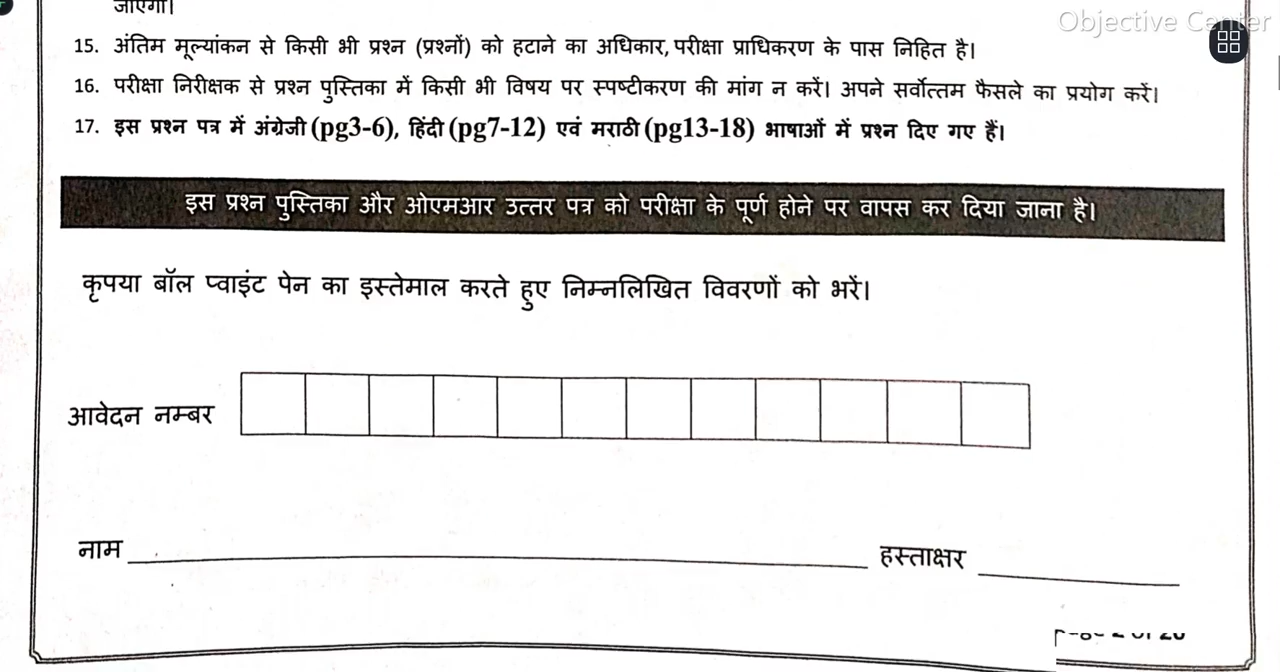 जाएगा।
Objective Center
15. अंतिम मूल्यांकन से किसी भी प्रश्न (प्रश्नों) को हटाने का अधिकार, परीक्षा प्राधिकरण के पास निहित है।
16. परीक्षा निरीक्षक से प्रश्न पुस्तिका में किसी भी विषय पर स्पष्टीकरण की मांग न करें। अपने सर्वोत्तम फैसले का प्रयोग करें।
17. इस प्रश्न पत्र में अंग्रेजी (pg3-6), हिंदी (pg7-12) एवं मराठी (pg13-18) भाषाओं में प्रश्न दिए गए हैं।
इस प्रश्न पुस्तिका और ओएमआर उत्तर पत्र को परीक्षा के पूर्ण होने पर वापस कर दिया जाना है।
कृपया बॉल प्वाइंट पेन का इस्तेमाल करते हुए निम्नलिखित विवरणों को भरें।
आवेदन नम्बर
नाम हस्ताक्षर